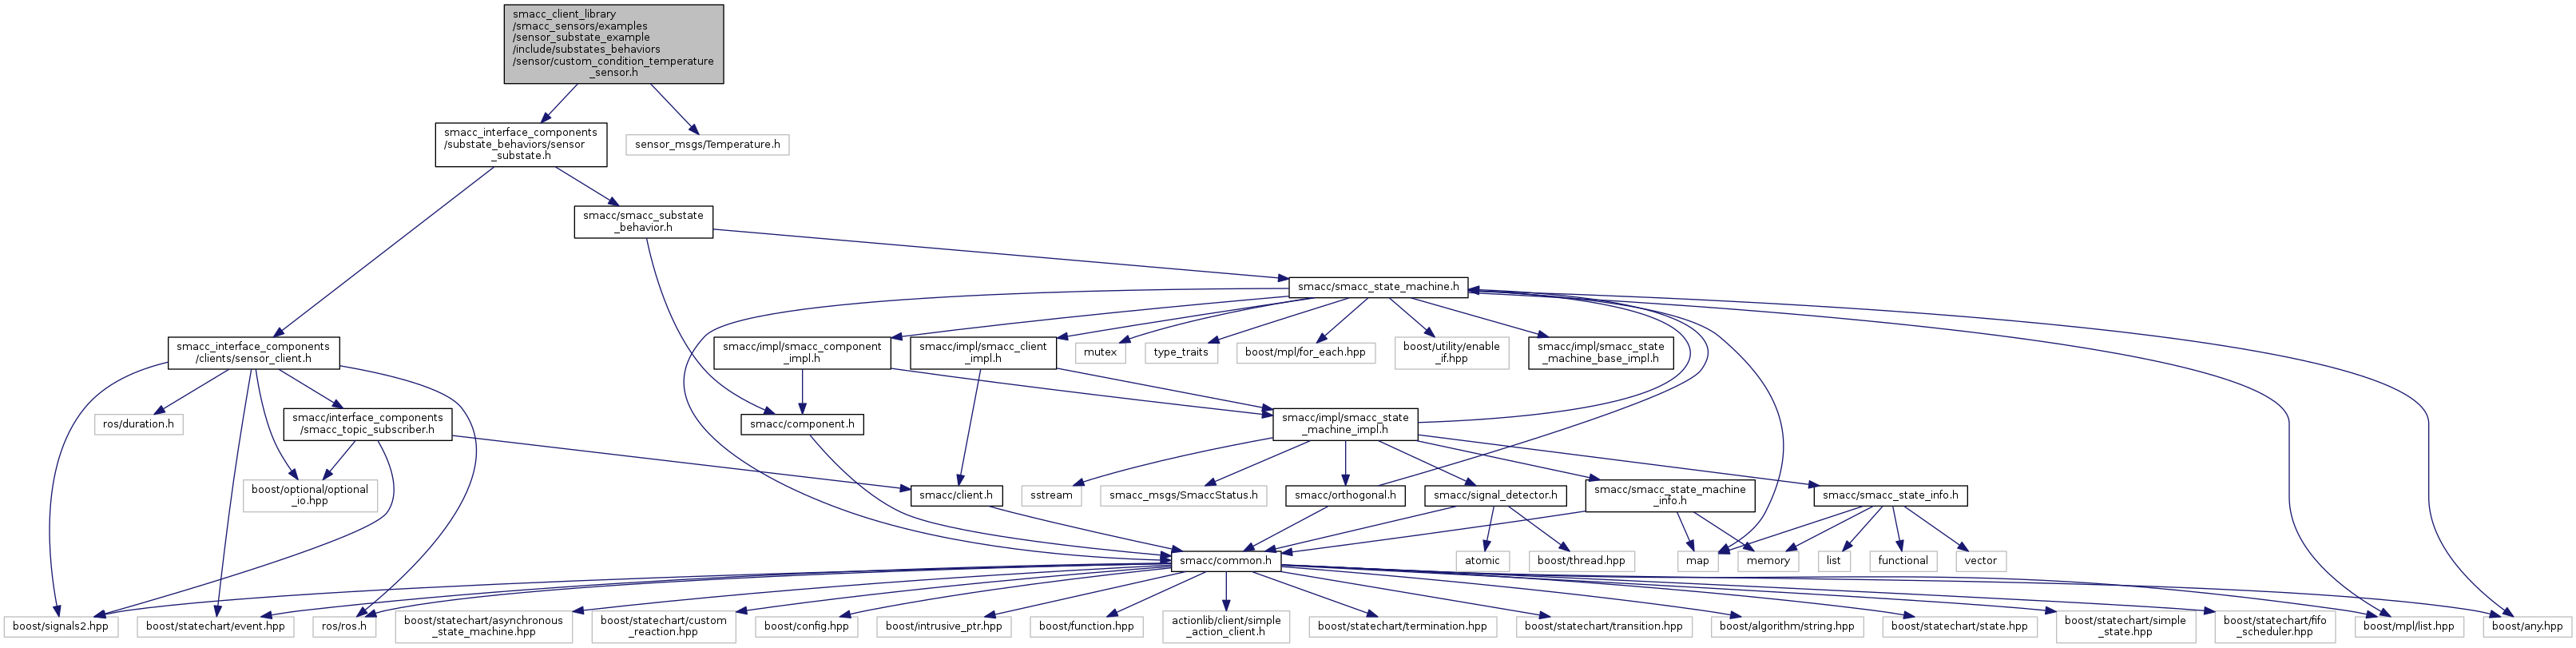 smacc_client_library
/smacc_sensors/examples
/sensor_substate_example
/include/substates_behaviors
/sensor/custom_condition_temperature
_sensor.h
smacc_interface_components
/substate_behaviors/sensor
_substate.h
sensor_msgs/Temperature.h
smacc/smacc_substate
_behavior.h
smacc/smacc_state_machine.h
smacc_interface_components
/clients/sensor_client.h
smacc/impl/smacc_component
_impl.h
smacc/impl/smacc_client
_impl.h
mutex
type_traits
boost/mpl/for_each.hpp
boost/utility/enable
_if.hpp
smacc/impl/smacc_state
_machine_base_impl.h
ros/duration.h
smacc/interface_components
/smacc_topic_subscriber.h
smacc/component.h
smacc/impl/smacc_state
_machine_impl.h
boost/optional/optional
_io.hpp
smacc/client.h
sstream
smacc_msgs/SmaccStatus.h
smacc/orthogonal.h
smacc/signal_detector.h
smacc/smacc_state_machine
_info.h
smacc/smacc_state_info.h
smacc/common.h
atomic
boost/thread.hpp
map
memory
list
functional
vector
boost/signals2.hpp
boost/statechart/event.hpp
ros/ros.h
boost/statechart/asynchronous
_state_machine.hpp
boost/statechart/custom
_reaction.hpp
boost/config.hpp
boost/intrusive_ptr.hpp
boost/function.hpp
actionlib/client/simple
_action_client.h
boost/statechart/termination.hpp
boost/statechart/transition.hpp
boost/algorithm/string.hpp
boost/statechart/state.hpp
boost/statechart/simple
_state.hpp
boost/statechart/fifo
_scheduler.hpp
boost/mpl/list.hpp
boost/any.hpp